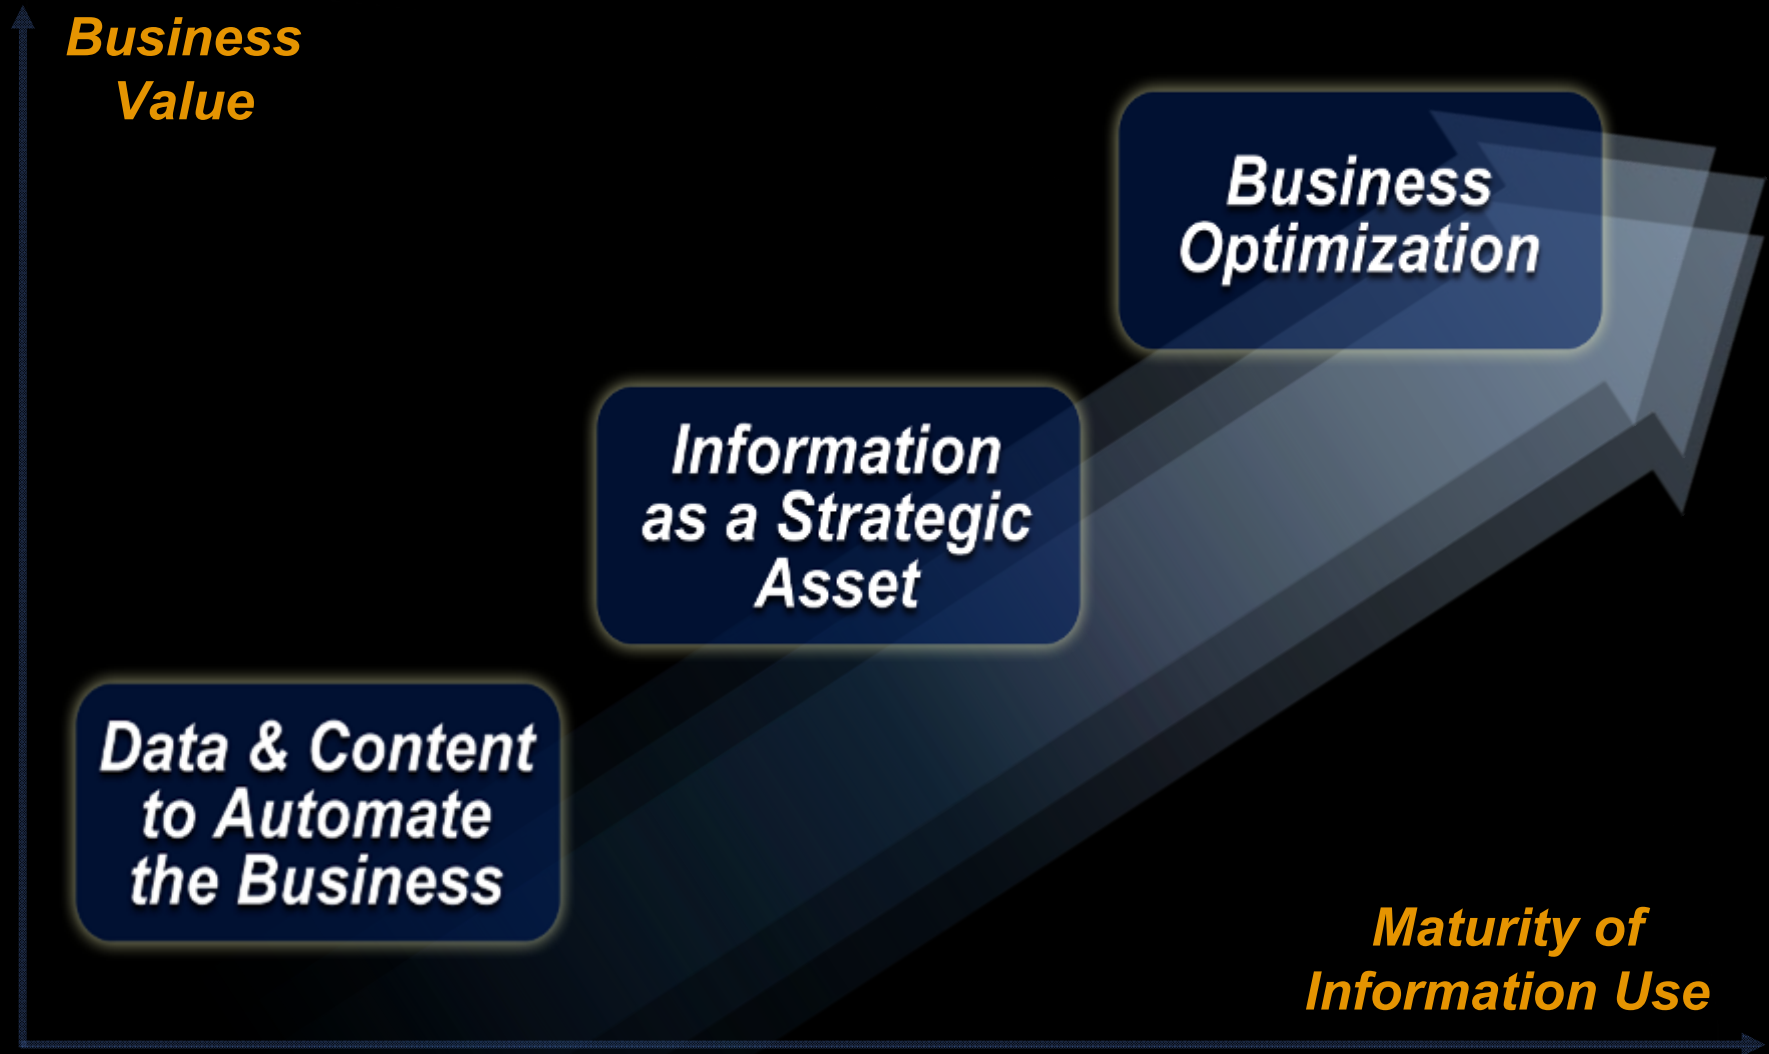 Business
Value
Business
Optimization
Information
as a Strategic
Asset
Data & Content
to Automate
the Business
Maturity of
Information Use